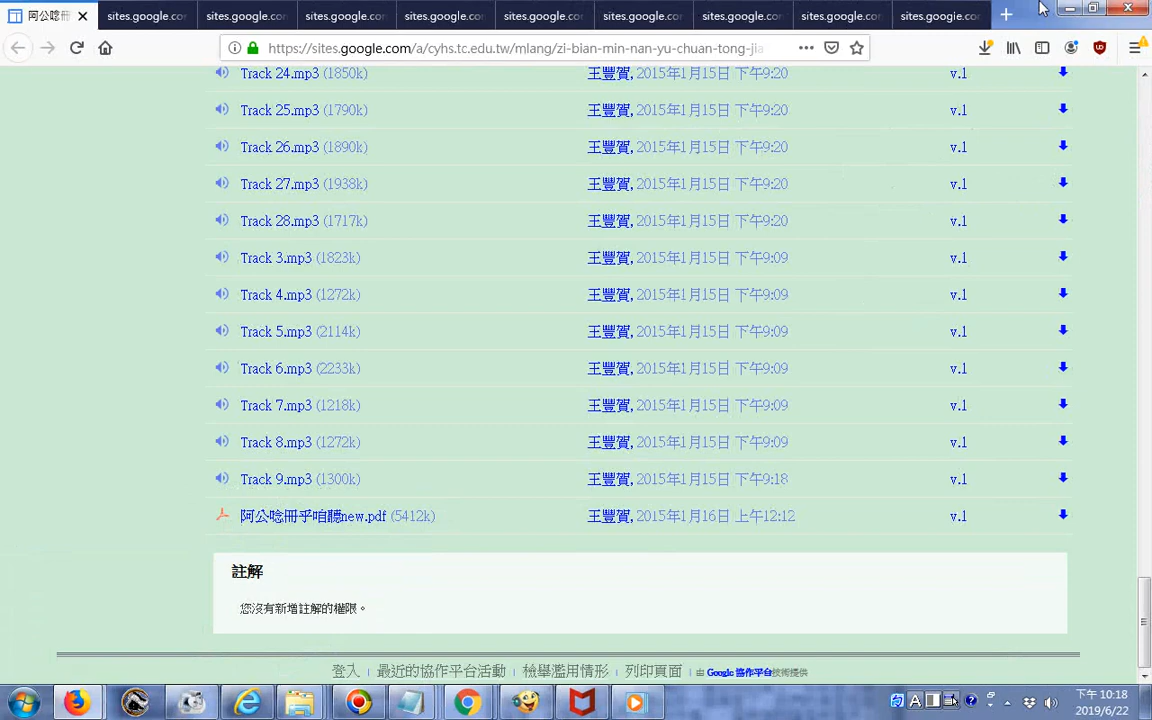 阿公唸冊
sites.google.co
sites.google.co
sites.google.co
sites.google.co
sites.google.co
sites.google.co
sites.google.co
sites.google.co
sites.google.co
https://sites.google.com/a/cyhs.tc.edu.tw/mlang/zi-bian-min-nan-yu-chuan-tong-jia
Track 24.mp3 (1850k) 王豐賀, 2015年1月15日 下午9:20 v.1
Track 25.mp3 (1790k) 王豐賀, 2015年1月15日 下午9:20 v.1
Track 26.mp3 (1890k) 王豐賀, 2015年1月15日 下午9:20 v.1
Track 27.mp3 (1938k) 王豐賀, 2015年1月15日 下午9:20 v.1
Track 28.mp3 (1717k) 王豐賀, 2015年1月15日 下午9:20 v.1
Track 3.mp3 (1823k) 王豐賀, 2015年1月15日 下午9:09 v.1
Track 4.mp3 (1272k) 王豐賀, 2015年1月15日 下午9:09 v.1
Track 5.mp3 (2114k) 王豐賀, 2015年1月15日 下午9:09 v.1
Track 6.mp3 (2233k) 王豐賀, 2015年1月15日 下午9:09 v.1
Track 7.mp3 (1218k) 王豐賀, 2015年1月15日 下午9:09 v.1
Track 8.mp3 (1272k) 王豐賀, 2015年1月15日 下午9:09 v.1
Track 9.mp3 (1300k) 王豐賀, 2015年1月15日 下午9:18 v.1
阿公唸冊乎咱聽new.pdf (5412k) 王豐賀, 2015年1月16日 上午12:12 v.1
註解
您沒有新增註解的權限。
登入 | 最近的協作平台活動 | 檢舉濫用情形 | 列印頁面 | 由 Google 協作平台技術提供
下午 10:18
2019/6/22